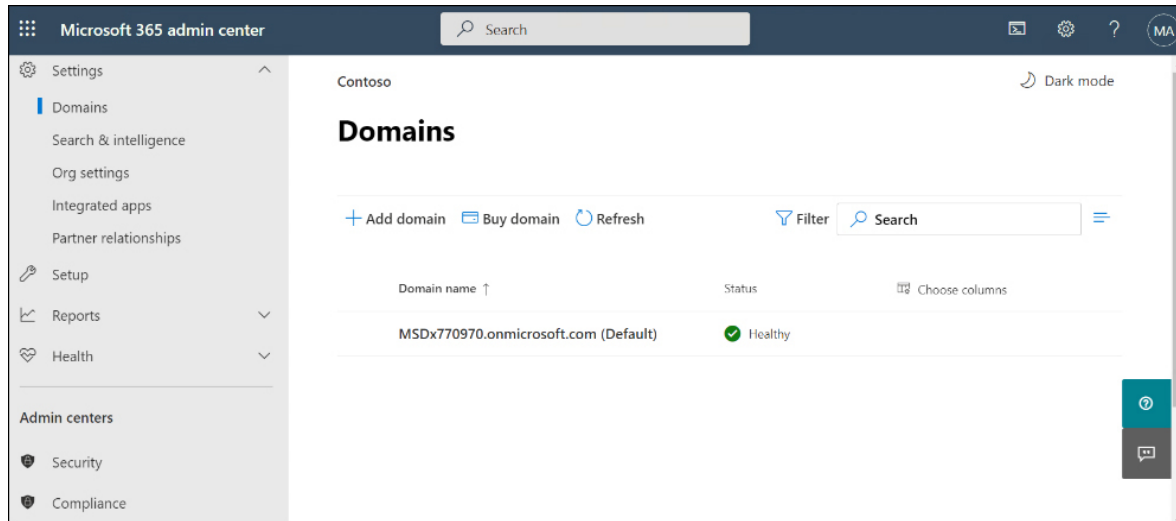 Microsoft 365 admin center
Search
?
MA
Settings
Domains
Search & intelligence
Org settings
Integrated apps
Partner relationships
Setup
Reports
Health
Admin centers
Security
Compliance
Contoso
Dark mode
Domains
Add domain Buy domain Refresh Filter Search
Domain name ↑ Status Choose columns
MSDx770970.onmicrosoft.com (Default) Healthy